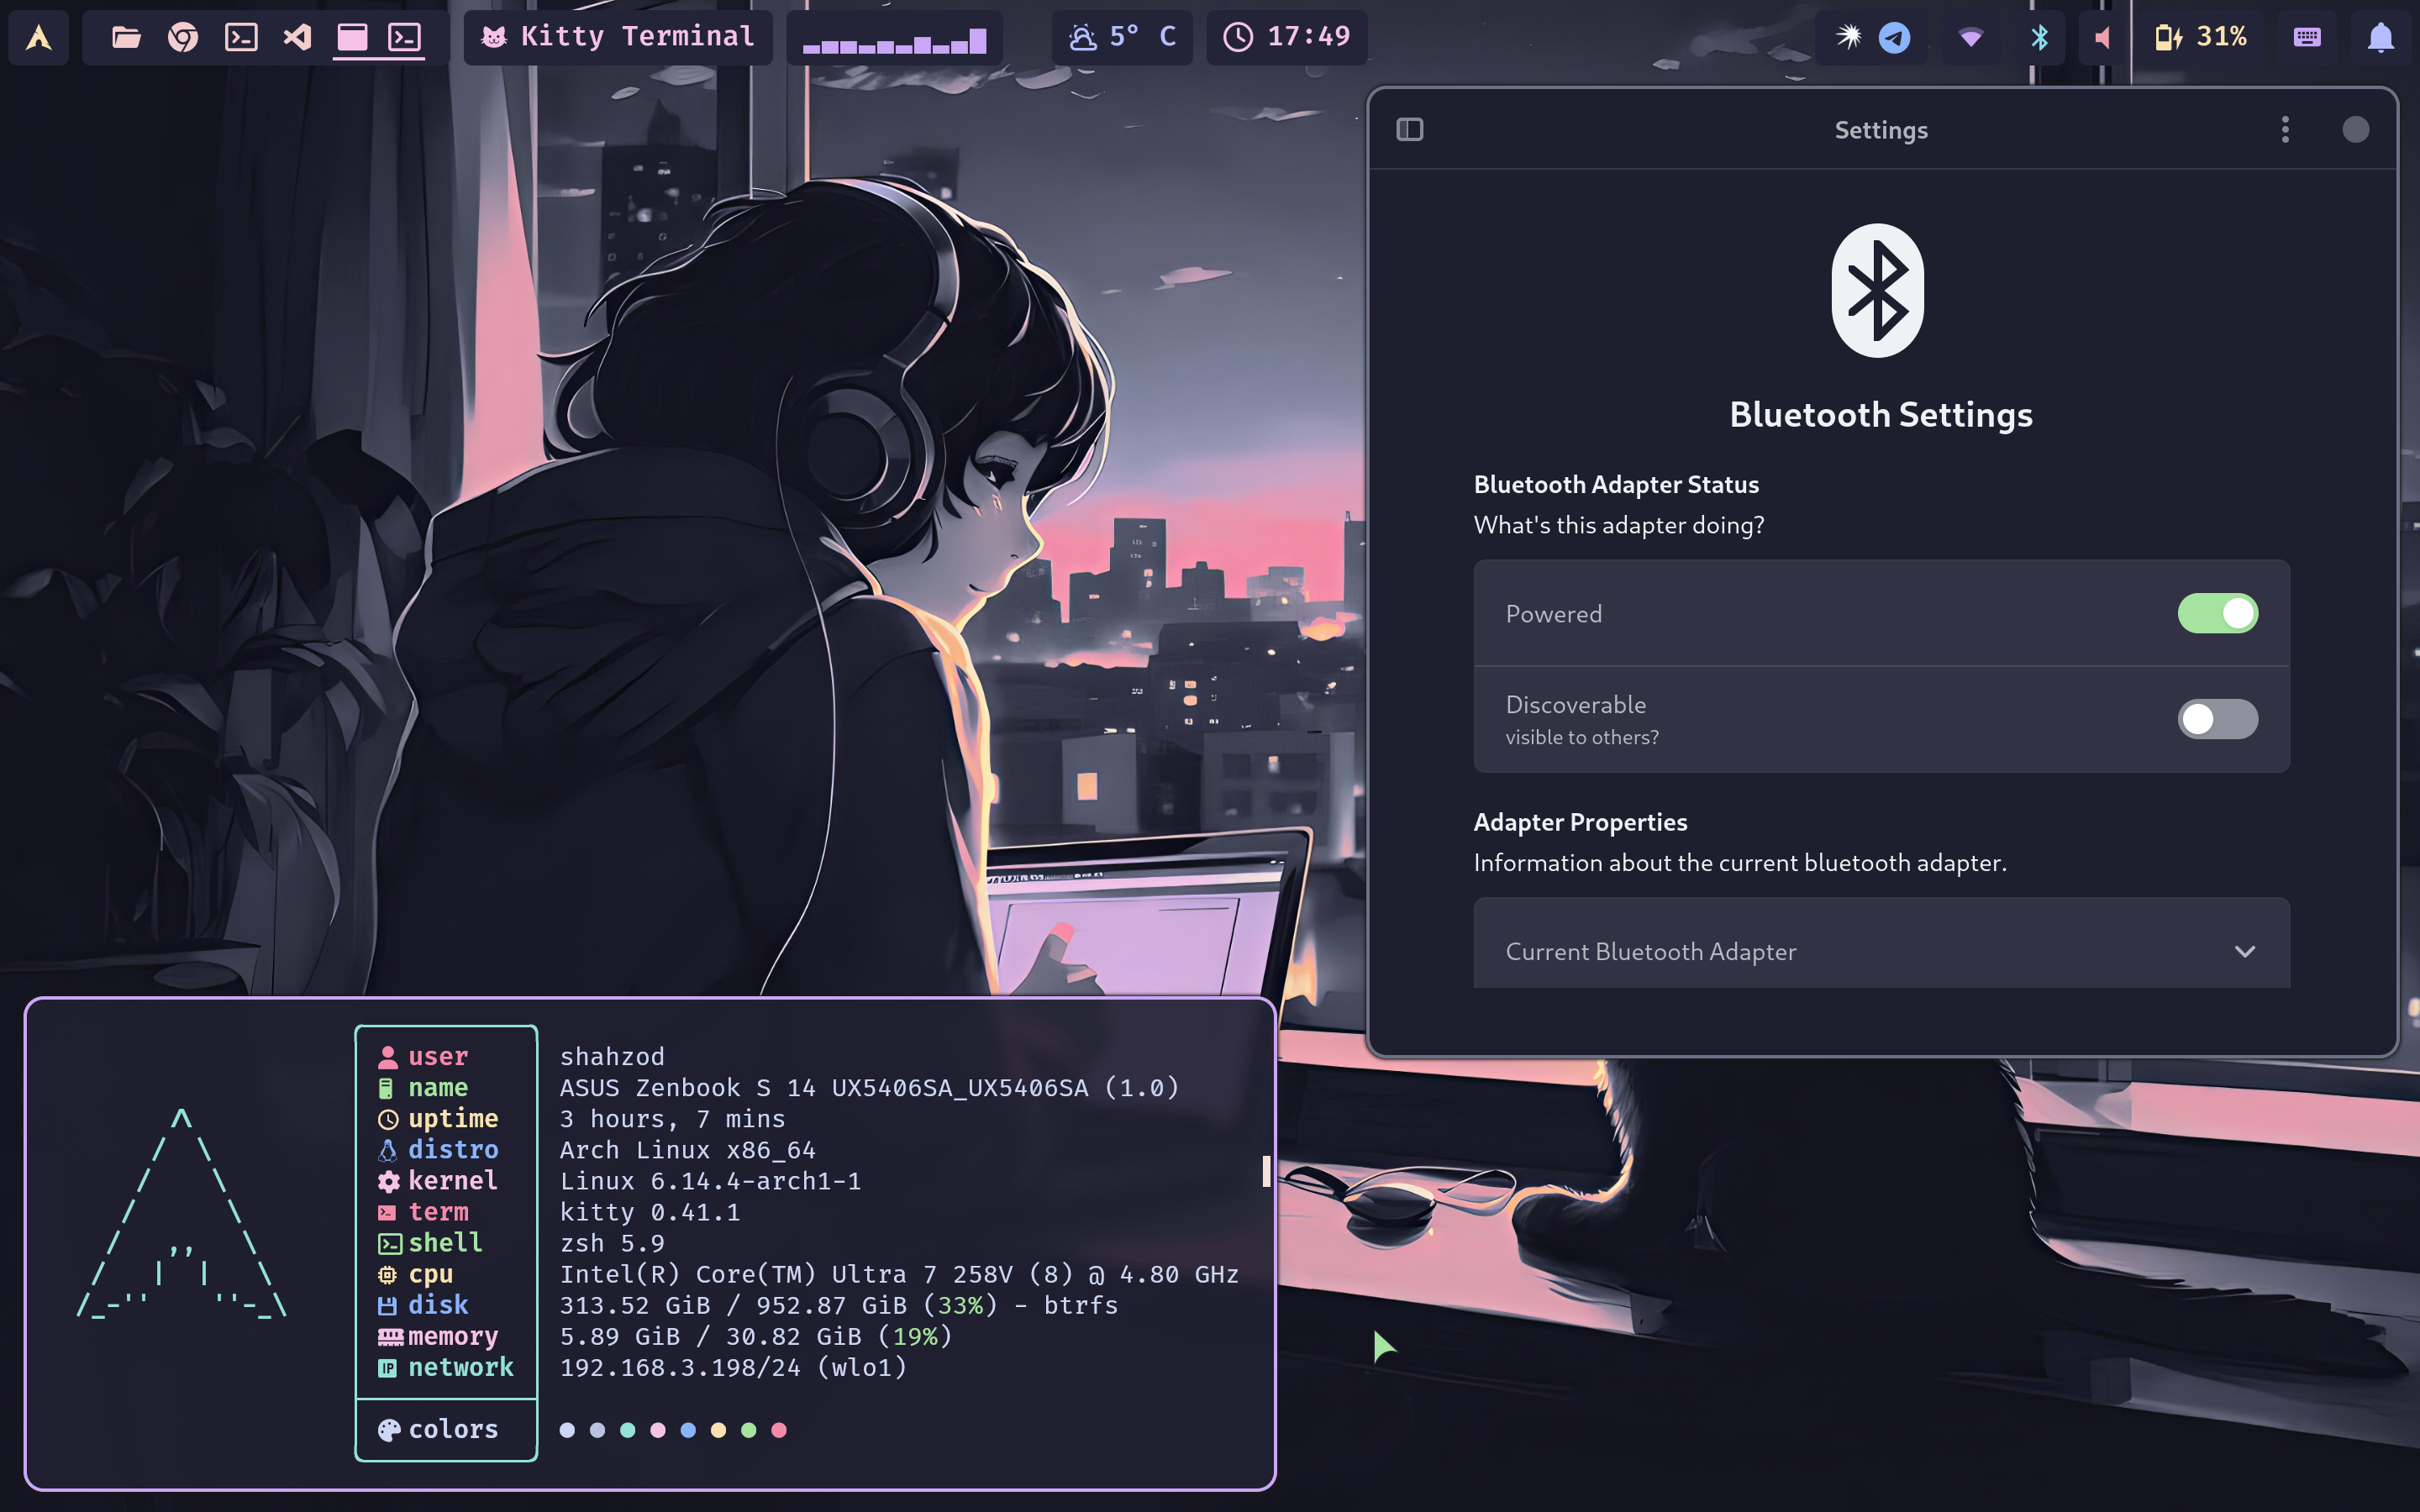 Kitty Terminal
5° C
17:49
31%
Settings
Bluetooth Settings
Bluetooth Adapter Status
What's this adapter doing?
Powered
Discoverable
visible to others?
Adapter Properties
Information about the current bluetooth adapter.
Current Bluetooth Adapter
user shahzod
name ASUS Zenbook S 14 UX5406SA_UX5406SA (1.0)
uptime 3 hours, 7 mins
distro Arch Linux x86_64
kernel Linux 6.14.4-arch1-1
term kitty 0.41.1
shell zsh 5.9
cpu Intel(R) Core(TM) Ultra 7 258V (8) @ 4.80 GHz
disk 313.52 GiB / 952.87 GiB (33%) - btrfs
memory 5.89 GiB / 30.82 GiB (19%)
IP network 192.168.3.198/24 (wlo1)
colors